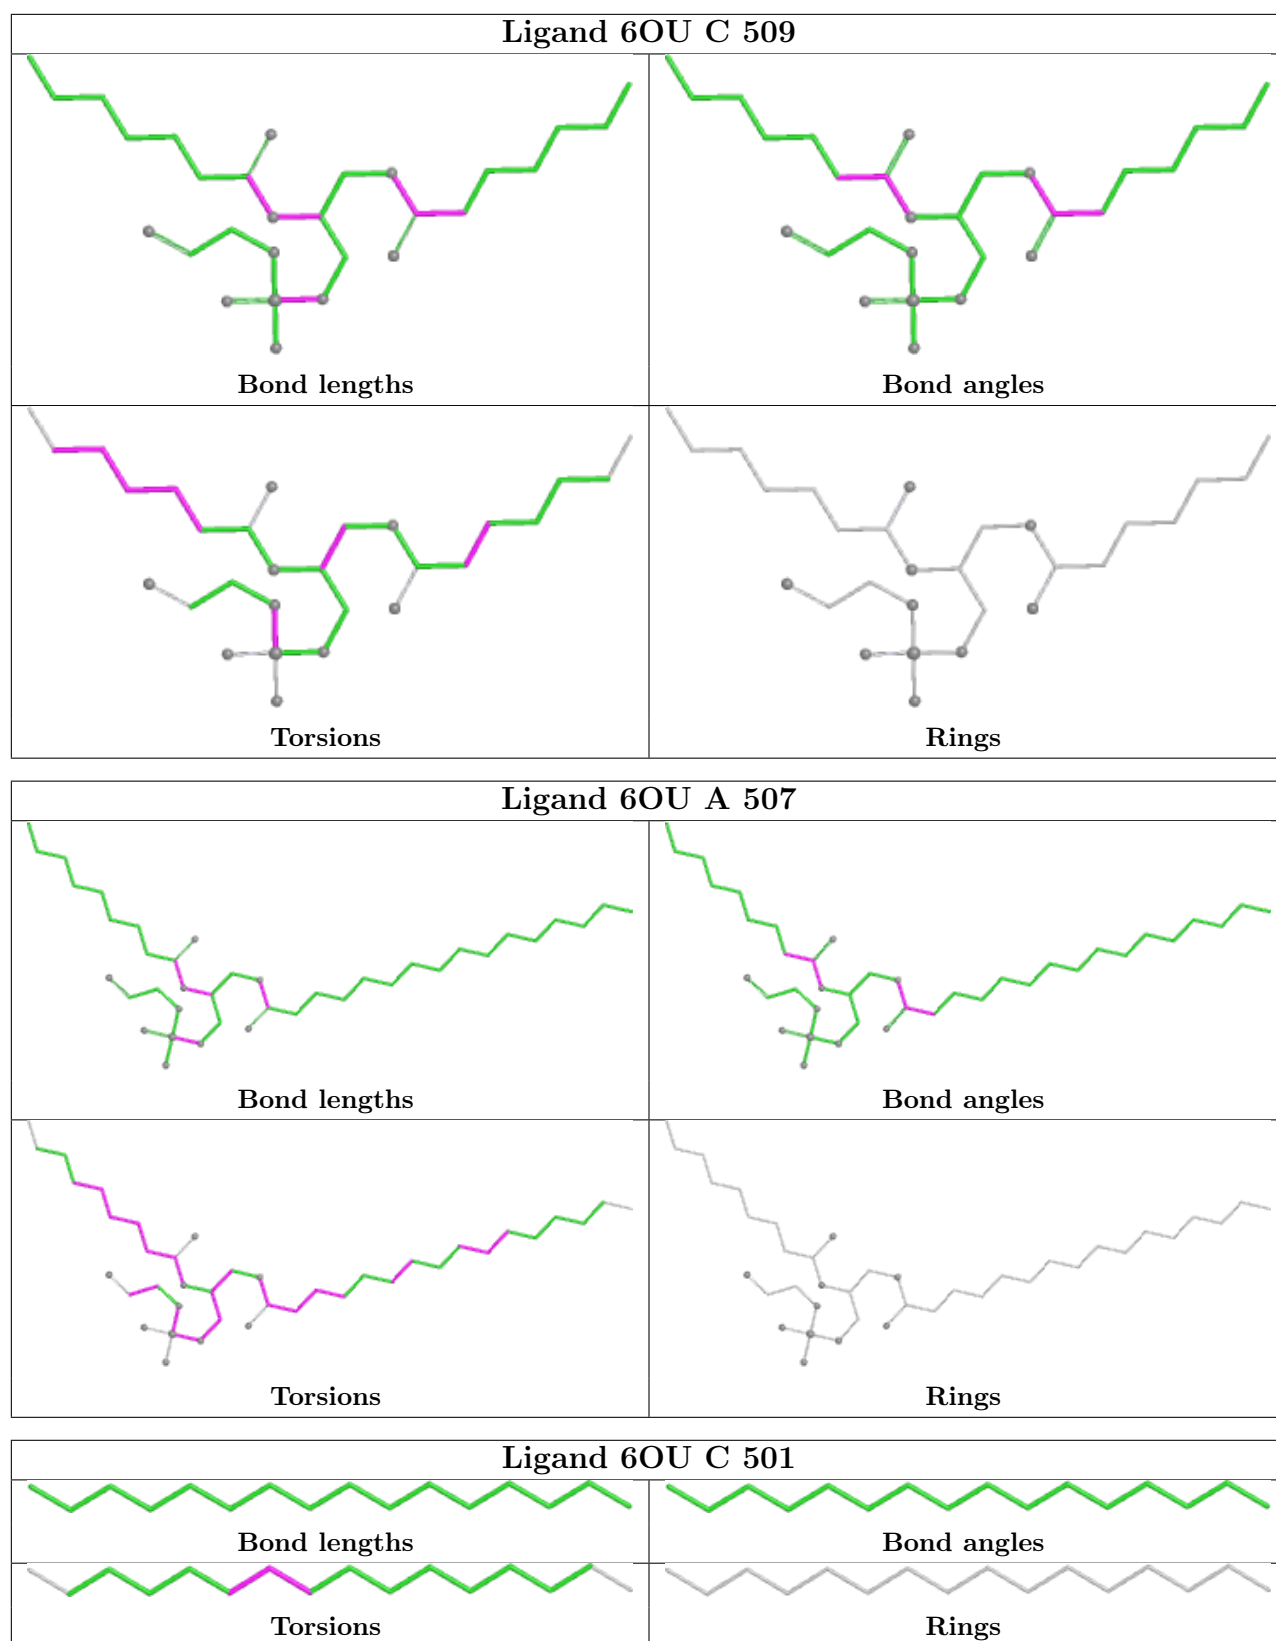 Ligand 6OU C 509
Bond lengths
Bond angles
Torsions
Rings
Ligand 6OU A 507
Bond lengths
Bond angles
Torsions
Rings
Ligand 6OU C 501
Bond lengths
Bond angles
Torsions
Rings